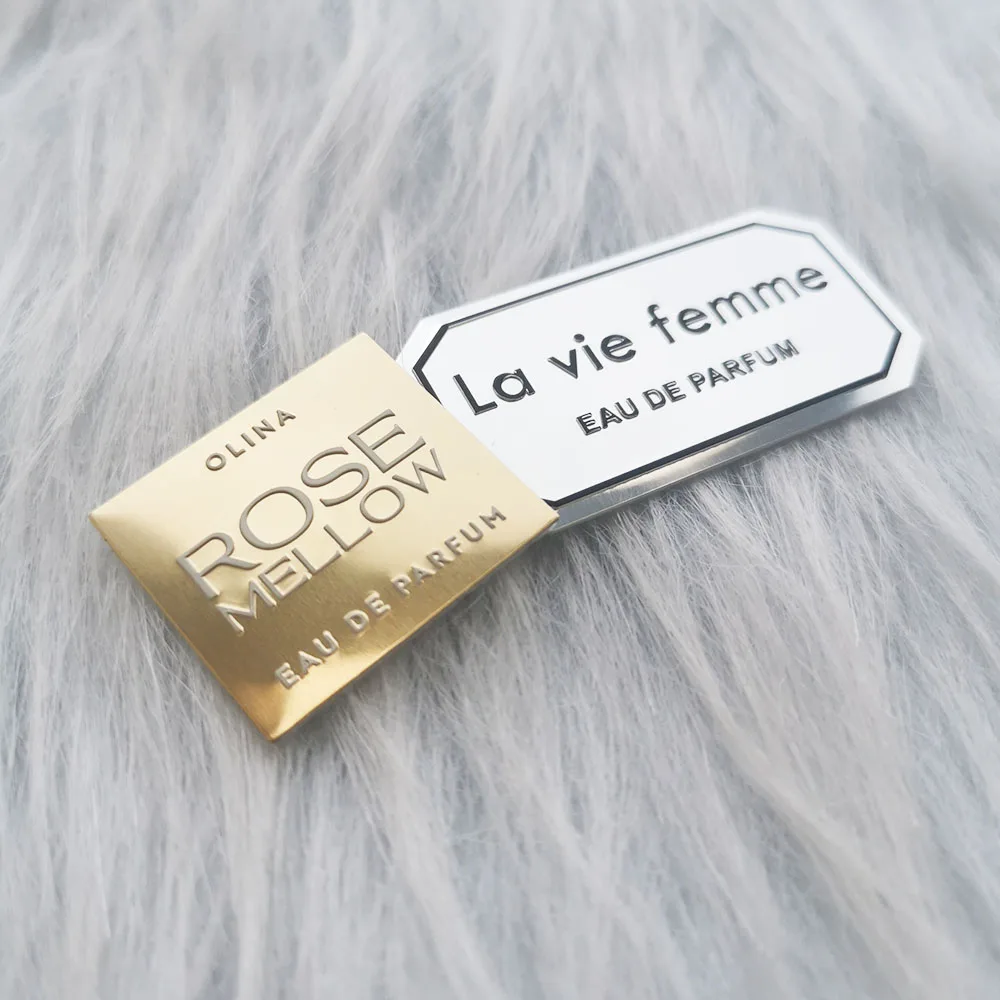 OLINA
ROSE
MELLOW
EAU DE PARFUM
La vie femme
EAU DE PARFUM